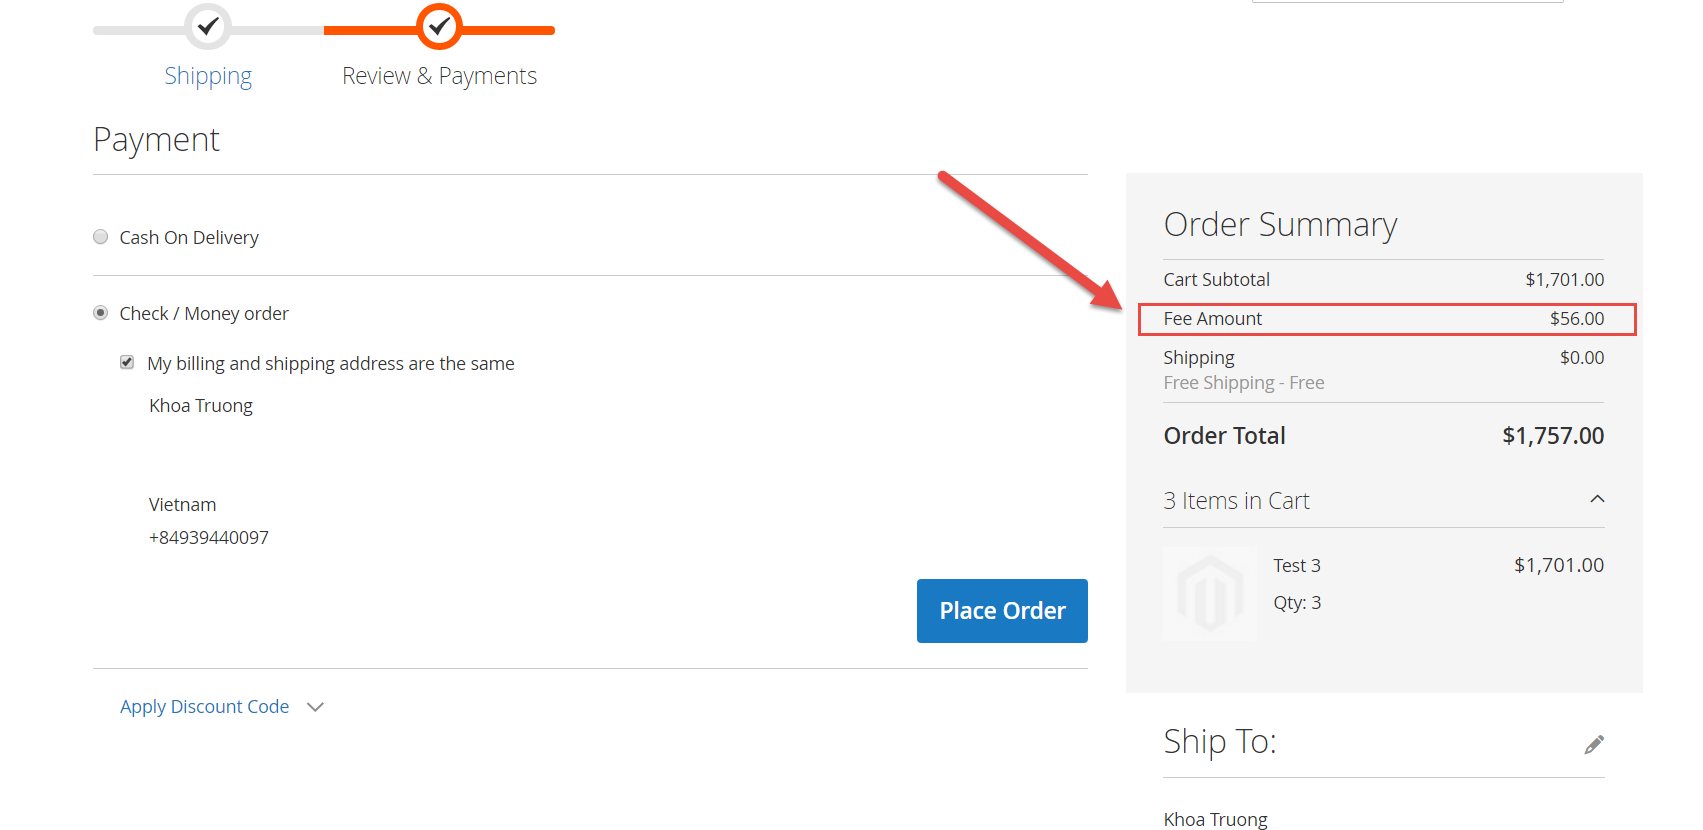 Shipping
Review & Payments
Payment
Cash On Delivery
Check / Money order
My billing and shipping address are the same
Khoa Truong
Vietnam
+84939440097
Place Order
Apply Discount Code
Order Summary
Cart Subtotal $1,701.00
Fee Amount $56.00
Shipping $0.00
Free Shipping - Free
Order Total $1,757.00
3 Items in Cart
Test 3 $1,701.00
Qty: 3
Ship To:
Khoa Truong